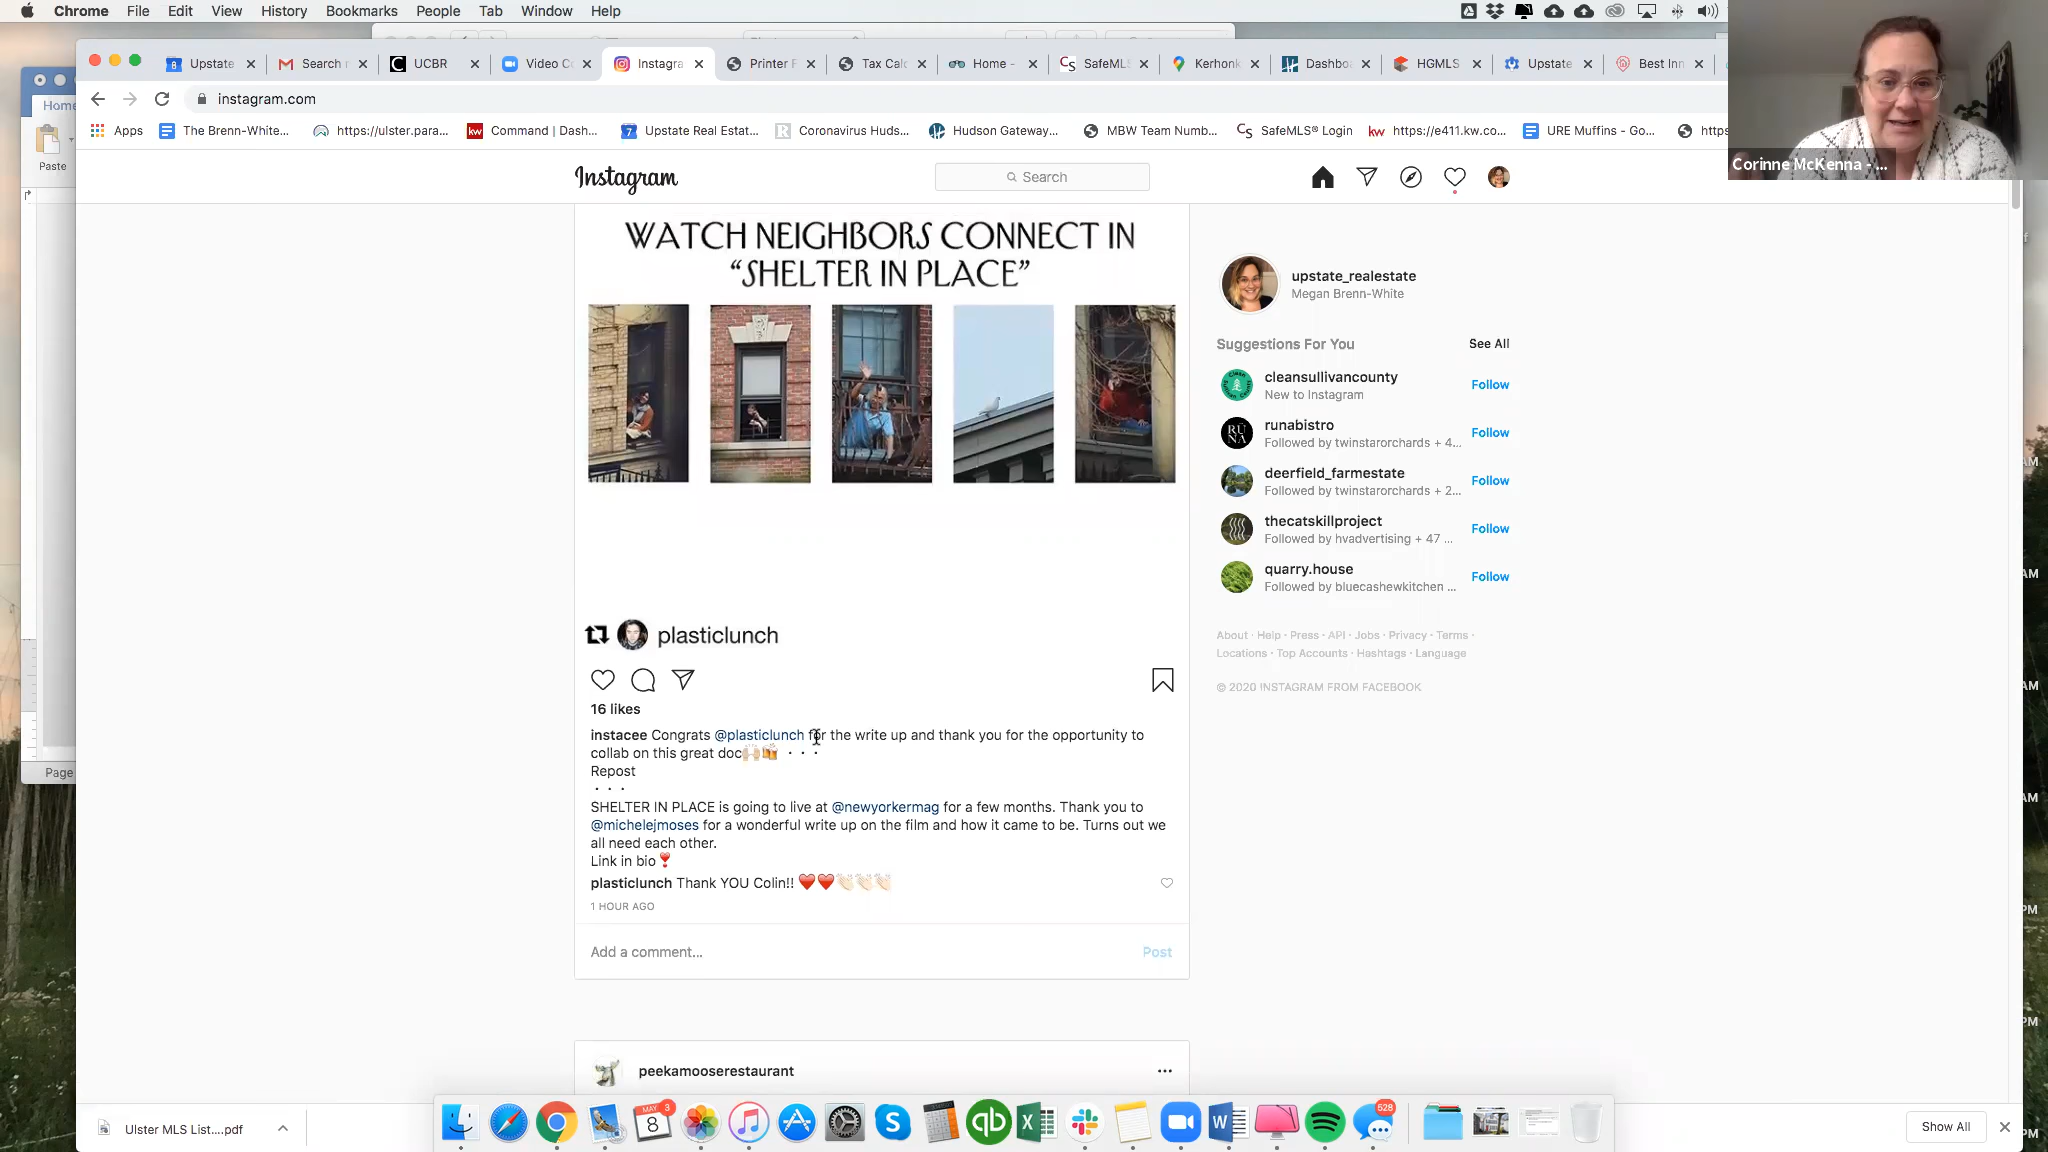 Chrome File Edit View History Bookmarks People Tab Window Help
Upstate Search r UCBR Video C Instagra Printer F Tax Calc Home - SafeMLS Kerhonk Dashbo HGMLS Upstate Best Inn
instagram.com
Apps The Brenn-White... https://ulster.para... Command | Dash... Upstate Real Estat... Coronavirus Huds... Hudson Gateway... MBW Team Numb... SafeMLS® Login https://e411.kw.co... URE Muffins - Go... https
Home
Paste
Corinne McKenna - ...
Instagram
Search
WATCH NEIGHBORS CONNECT IN
“SHELTER IN PLACE”
upstate_realestate
Megan Brenn-White
Suggestions For You See All
cleansullivancounty
New to Instagram
Follow
runabistro
Followed by twinstarorchards + 4...
Follow
deerfield_farmestate
Followed by twinstarorchards + 2...
Follow
thecatskillproject
Followed by hvadvertising + 47 ...
Follow
quarry.house
Followed by bluecashewkitchen ...
Follow
About · Help · Press · API · Jobs · Privacy · Terms ·
Locations · Top Accounts · Hashtags · Language
© 2020 INSTAGRAM FROM FACEBOOK
plasticlunch
16 likes
instacee Congrats @plasticlunch for the write up and thank you for the opportunity to
collab on this great doc🙌🏼🍻 · · ·
Repost
· · ·
SHELTER IN PLACE is going to live at @newyorkermag for a few months. Thank you to
@michelejmoses for a wonderful write up on the film and how it came to be. Turns out we
all need each other.
Link in bio❣️
plasticlunch Thank YOU Colin!! ❤️❤️👏🏻👏🏻👏🏻
1 HOUR AGO
Add a comment... Post
peekamooserestaurant
Page
Ulster MLS List....pdf
MAY 3
8
528
Show All